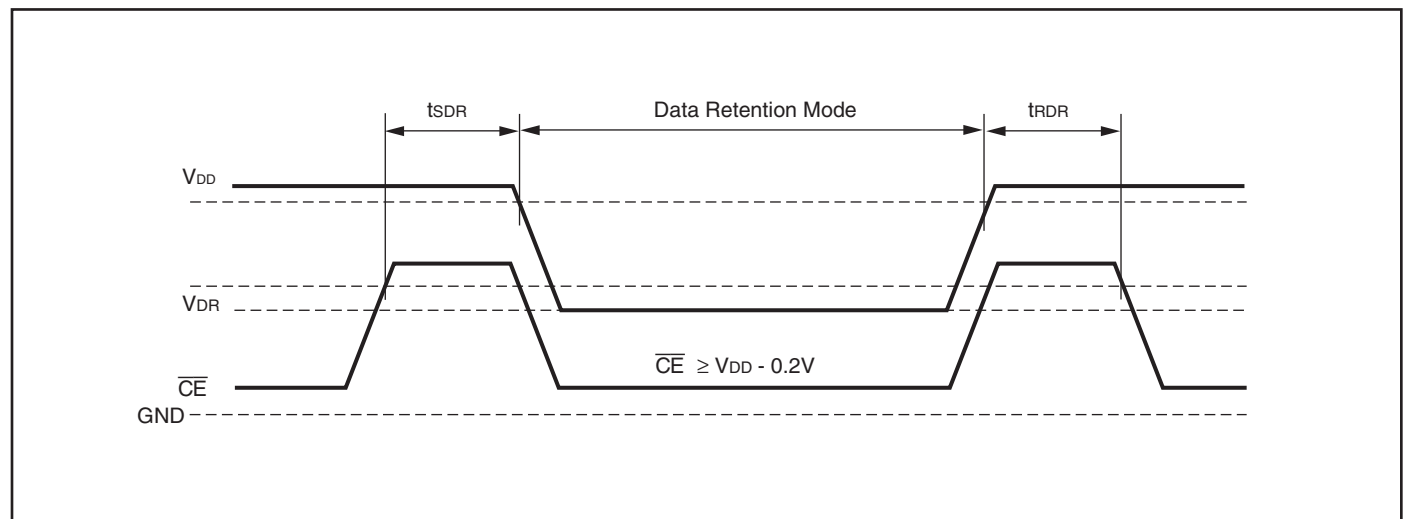 tSDR Data Retention Mode tRDR
VDD
VDR
CE ≥ VDD - 0.2V
CE
GND